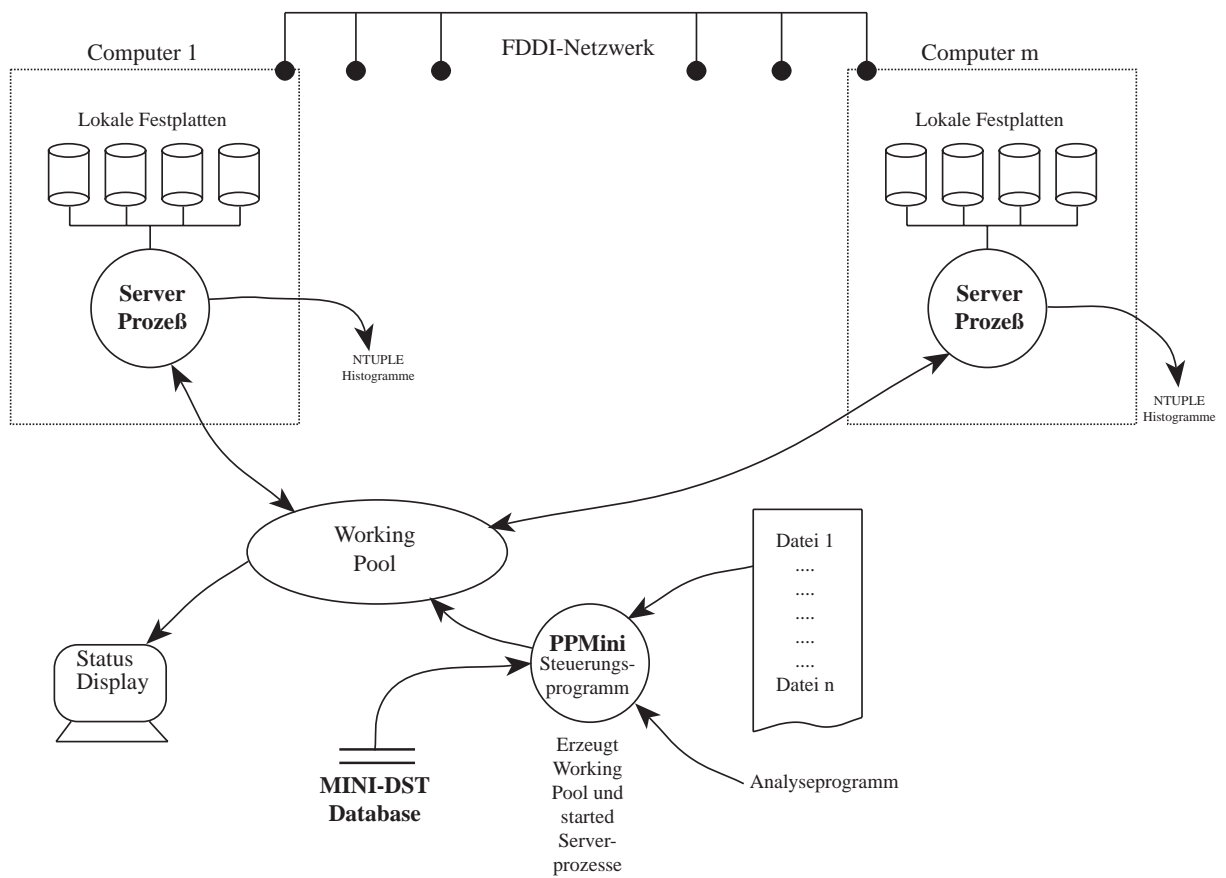 FDDI-Netzwerk
Computer 1
Computer m
Lokale Festplatten
Lokale Festplatten
Server
Prozeß
Server
Prozeß
NTUPLE
Histogramme
NTUPLE
Histogramme
Working
Pool
Datei 1
....
....
....
....
....
Datei n
PPMini
Steuerungs-
programm
Status
Display
MINI-DST
Database
Erzeugt
Working
Pool und
started
Server-
prozesse
Analyseprogramm